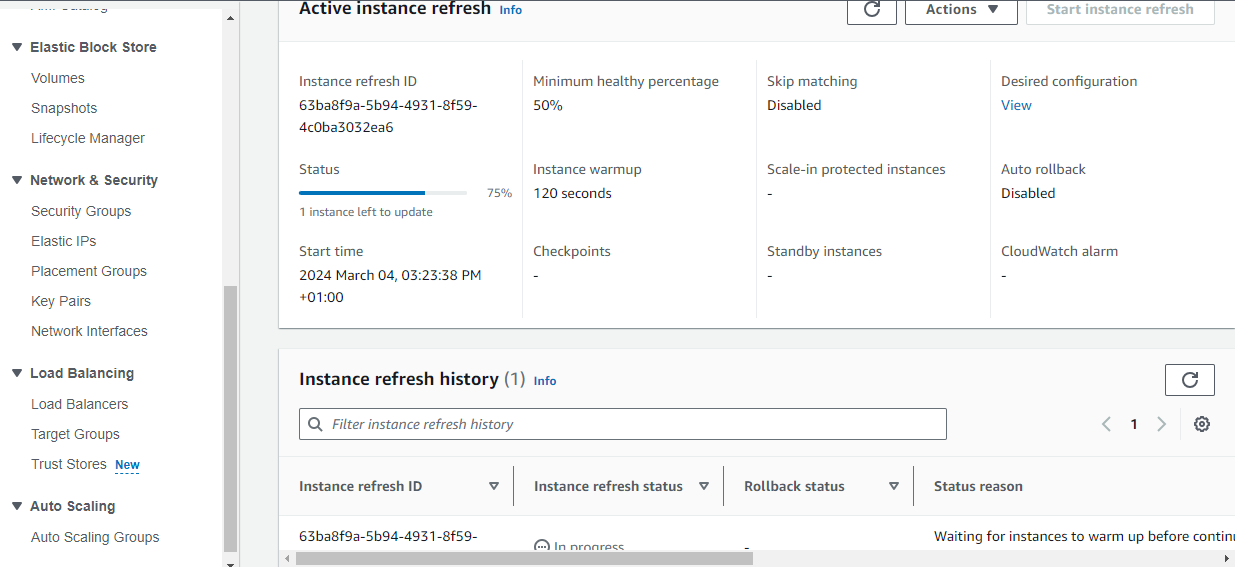 Elastic Block Store
Volumes
Snapshots
Lifecycle Manager
Network & Security
Security Groups
Elastic IPs
Placement Groups
Key Pairs
Network Interfaces
Load Balancing
Load Balancers
Target Groups
Trust Stores New
Auto Scaling
Auto Scaling Groups
Active instance refresh Info
Actions
Start instance refresh
Instance refresh ID
63ba8f9a-5b94-4931-8f59-
4c0ba3032ea6
Minimum healthy percentage
50%
Skip matching
Disabled
Desired configuration
View
Status
75%
1 instance left to update
Instance warmup
120 seconds
Scale-in protected instances
-
Auto rollback
Disabled
Start time
2024 March 04, 03:23:38 PM
+01:00
Checkpoints
-
Standby instances
-
CloudWatch alarm
-
Instance refresh history (1) Info
Filter instance refresh history
1
Instance refresh ID
Instance refresh status
Rollback status
Status reason
63ba8f9a-5b94-4931-8f59-
In progress
-
Waiting for instances to warm up before continu